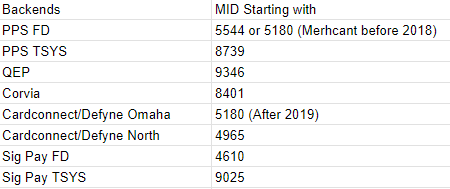 Backends MID Starting with
PPS FD 5544 or 5180 (Merhcant before 2018)
PPS TSYS 8739
QEP 9346
Corvia 8401
Cardconnect/Defyne Omaha 5180 (After 2019)
Cardconnect/Defyne North 4965
Sig Pay FD 4610
Sig Pay TSYS 9025